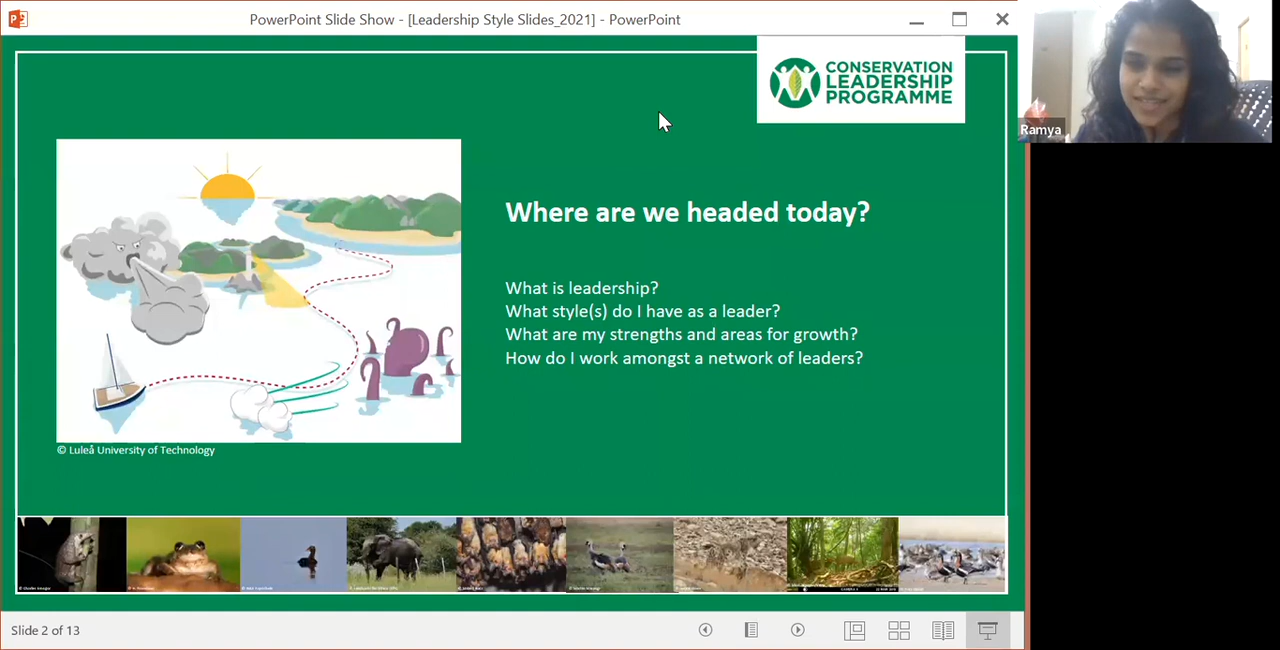 PowerPoint Slide Show - [Leadership Style Slides_2021] - PowerPoint
CONSERVATION
LEADERSHIP
PROGRAMME
Ramya
Where are we headed today?
What is leadership?
What style(s) do I have as a leader?
What are my strengths and areas for growth?
How do I work amongst a network of leaders?
© Luleå University of Technology
Slide 2 of 13